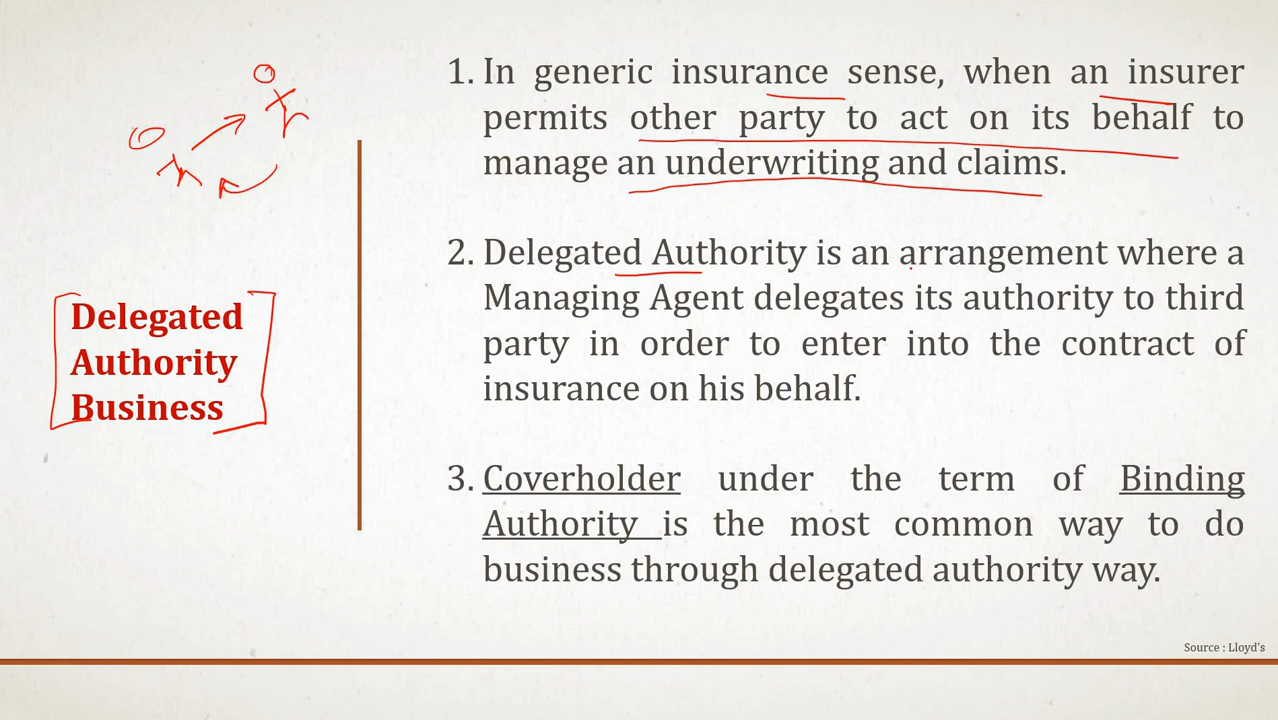 Delegated
Authority
Business
1. In generic insurance sense, when an insurer
permits other party to act on its behalf to
manage an underwriting and claims.
2. Delegated Authority is an arrangement where a
Managing Agent delegates its authority to third
party in order to enter into the contract of
insurance on his behalf.
3. Coverholder under the term of Binding
Authority is the most common way to do
business through delegated authority way.
Source : Lloyd's